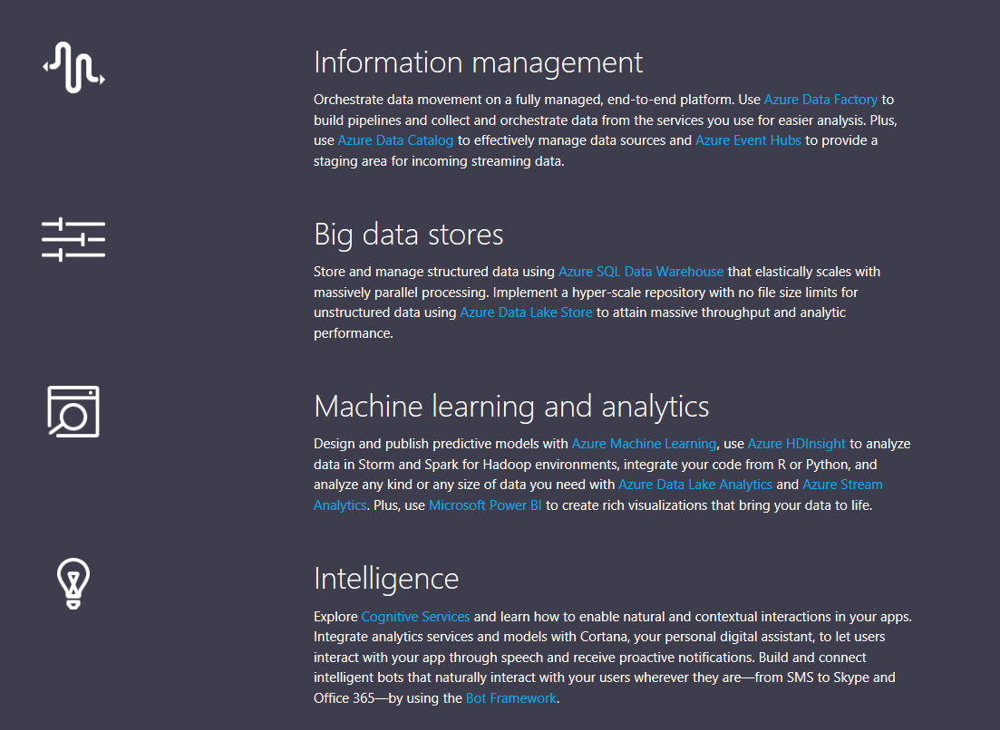 Information management
Orchestrate data movement on a fully managed, end-to-end platform. Use Azure Data Factory to
build pipelines and collect and orchestrate data from the services you use for easier analysis. Plus,
use Azure Data Catalog to effectively manage data sources and Azure Event Hubs to provide a
staging area for incoming streaming data.
Big data stores
Store and manage structured data using Azure SQL Data Warehouse that elastically scales with
massively parallel processing. Implement a hyper-scale repository with no file size limits for
unstructured data using Azure Data Lake Store to attain massive throughput and analytic
performance.
Machine learning and analytics
Design and publish predictive models with Azure Machine Learning, use Azure HDInsight to analyze
data in Storm and Spark for Hadoop environments, integrate your code from R or Python, and
analyze any kind or any size of data you need with Azure Data Lake Analytics and Azure Stream
Analytics. Plus, use Microsoft Power BI to create rich visualizations that bring your data to life.
Intelligence
Explore Cognitive Services and learn how to enable natural and contextual interactions in your apps.
Integrate analytics services and models with Cortana, your personal digital assistant, to let users
interact with your app through speech and receive proactive notifications. Build and connect
intelligent bots that naturally interact with your users wherever they are—from SMS to Skype and
Office 365—by using the Bot Framework.